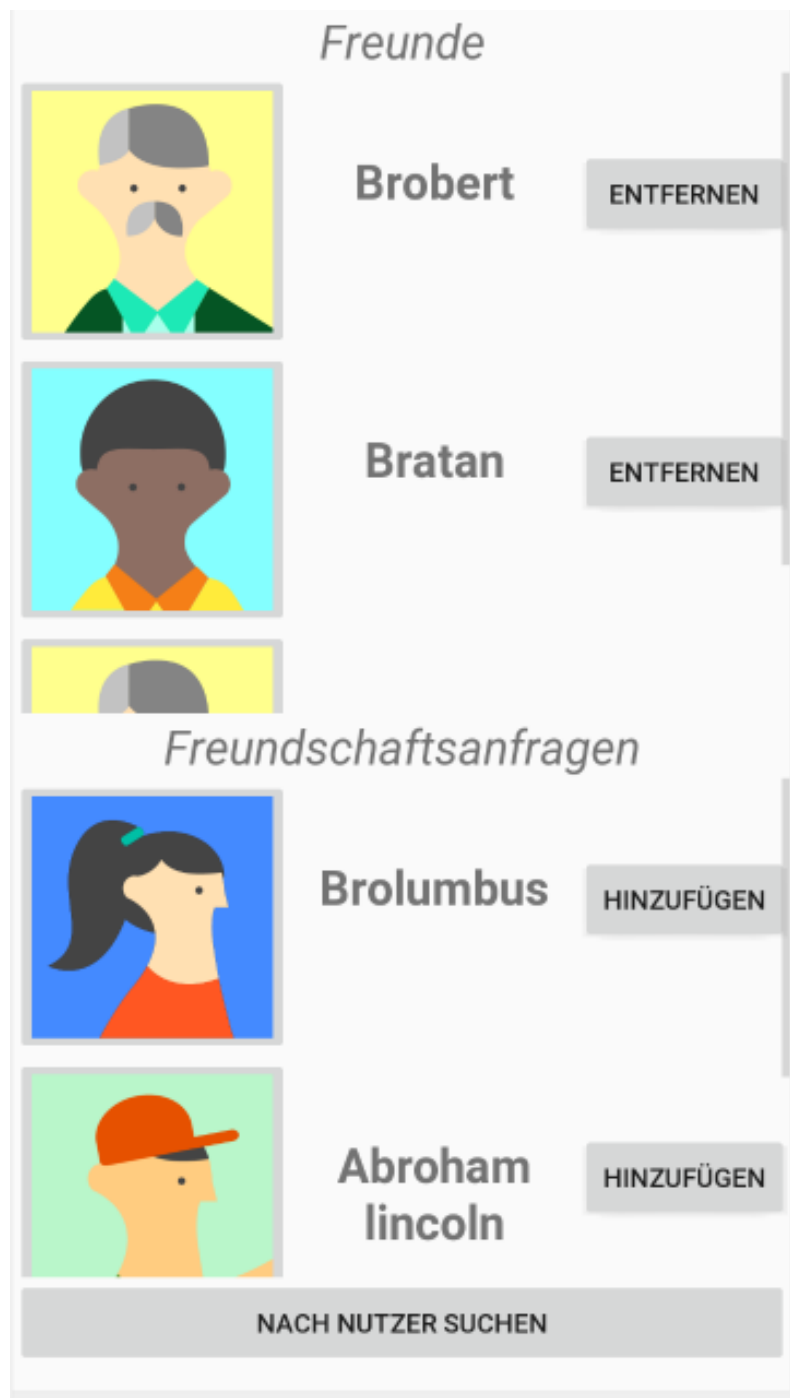 Freunde
Brobert
ENTFERNEN
Bratan
ENTFERNEN
Freundschaftsanfragen
Brolumbus
HINZUFÜGEN
Abroham
lincoln
HINZUFÜGEN
NACH NUTZER SUCHEN